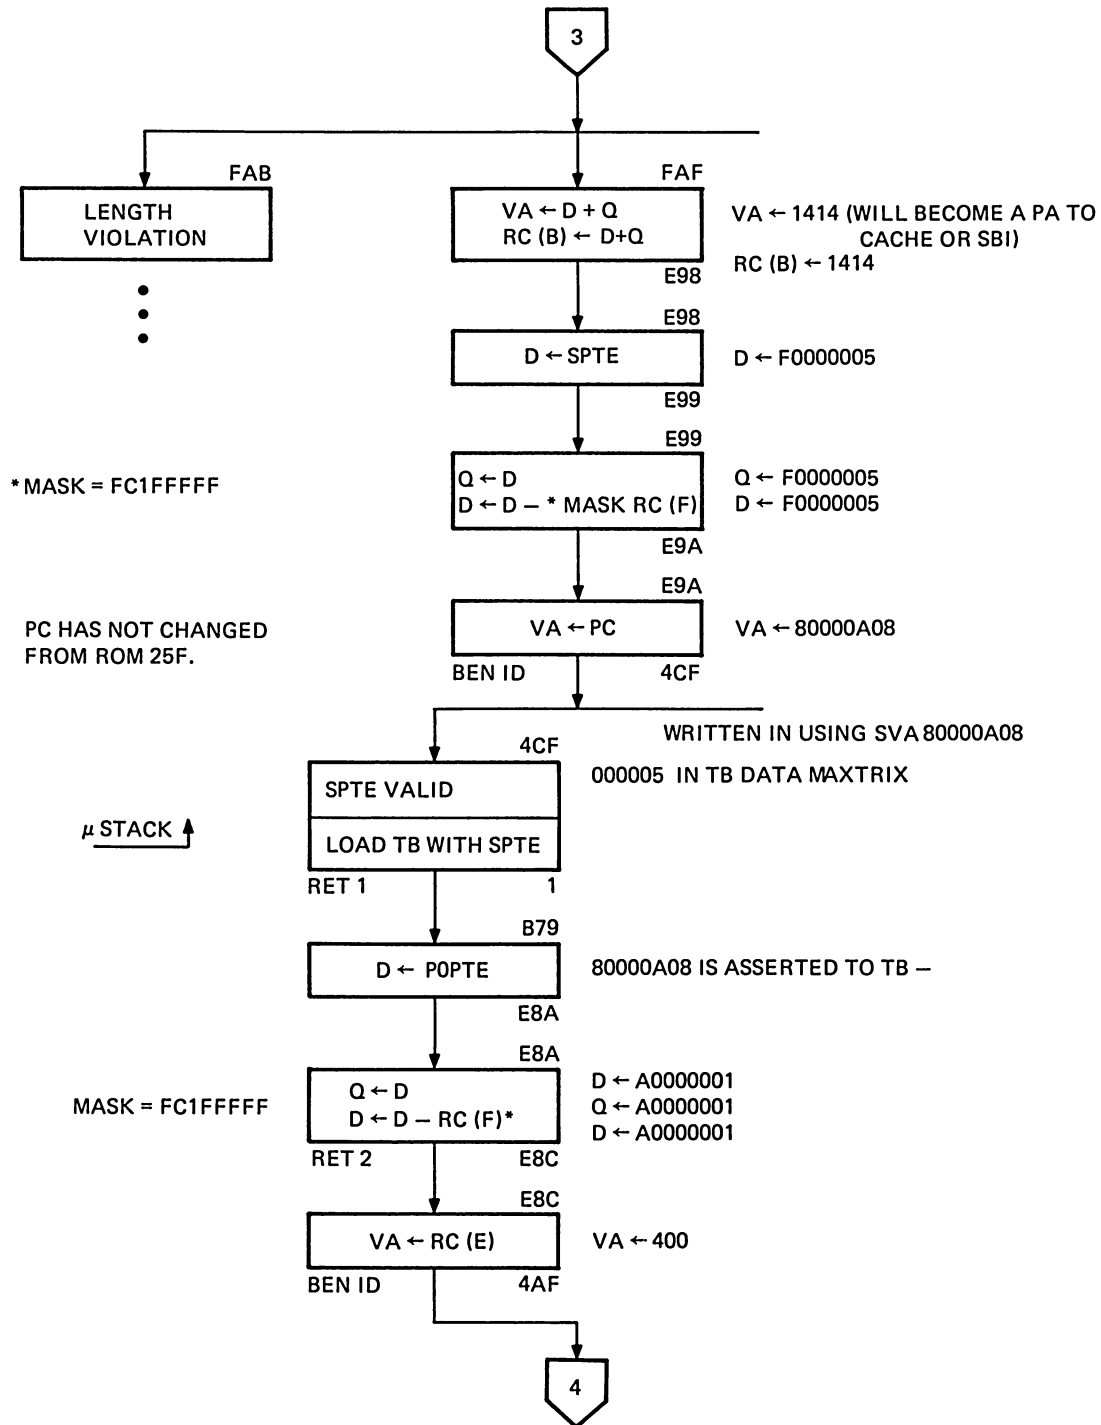 3
FAB
LENGTH
VIOLATION
FAF
VA ← D + Q
RC (B) ← D+Q
E98
VA ← 1414 (WILL BECOME A PA TO
CACHE OR SBI)
RC (B) ← 1414
E98
D ← SPTE
E99
D ← F0000005
E99
*MASK = FC1FFFFF
Q ← D
D ← D – * MASK RC (F)
E9A
Q ← F0000005
D ← F0000005
E9A
PC HAS NOT CHANGED
FROM ROM 25F.
VA ← PC
BEN ID 4CF
VA ← 80000A08
WRITTEN IN USING SVA 80000A08
4CF
000005 IN TB DATA MAXTRIX
SPTE VALID
μ STACK
LOAD TB WITH SPTE
RET 1 1
B79
D ← P0PTE
E8A
80000A08 IS ASSERTED TO TB –
E8A
MASK = FC1FFFFF
Q ← D
D ← D – RC (F)*
RET 2 E8C
D ← A0000001
Q ← A0000001
D ← A0000001
E8C
VA ← RC (E)
BEN ID 4AF
VA ← 400
4